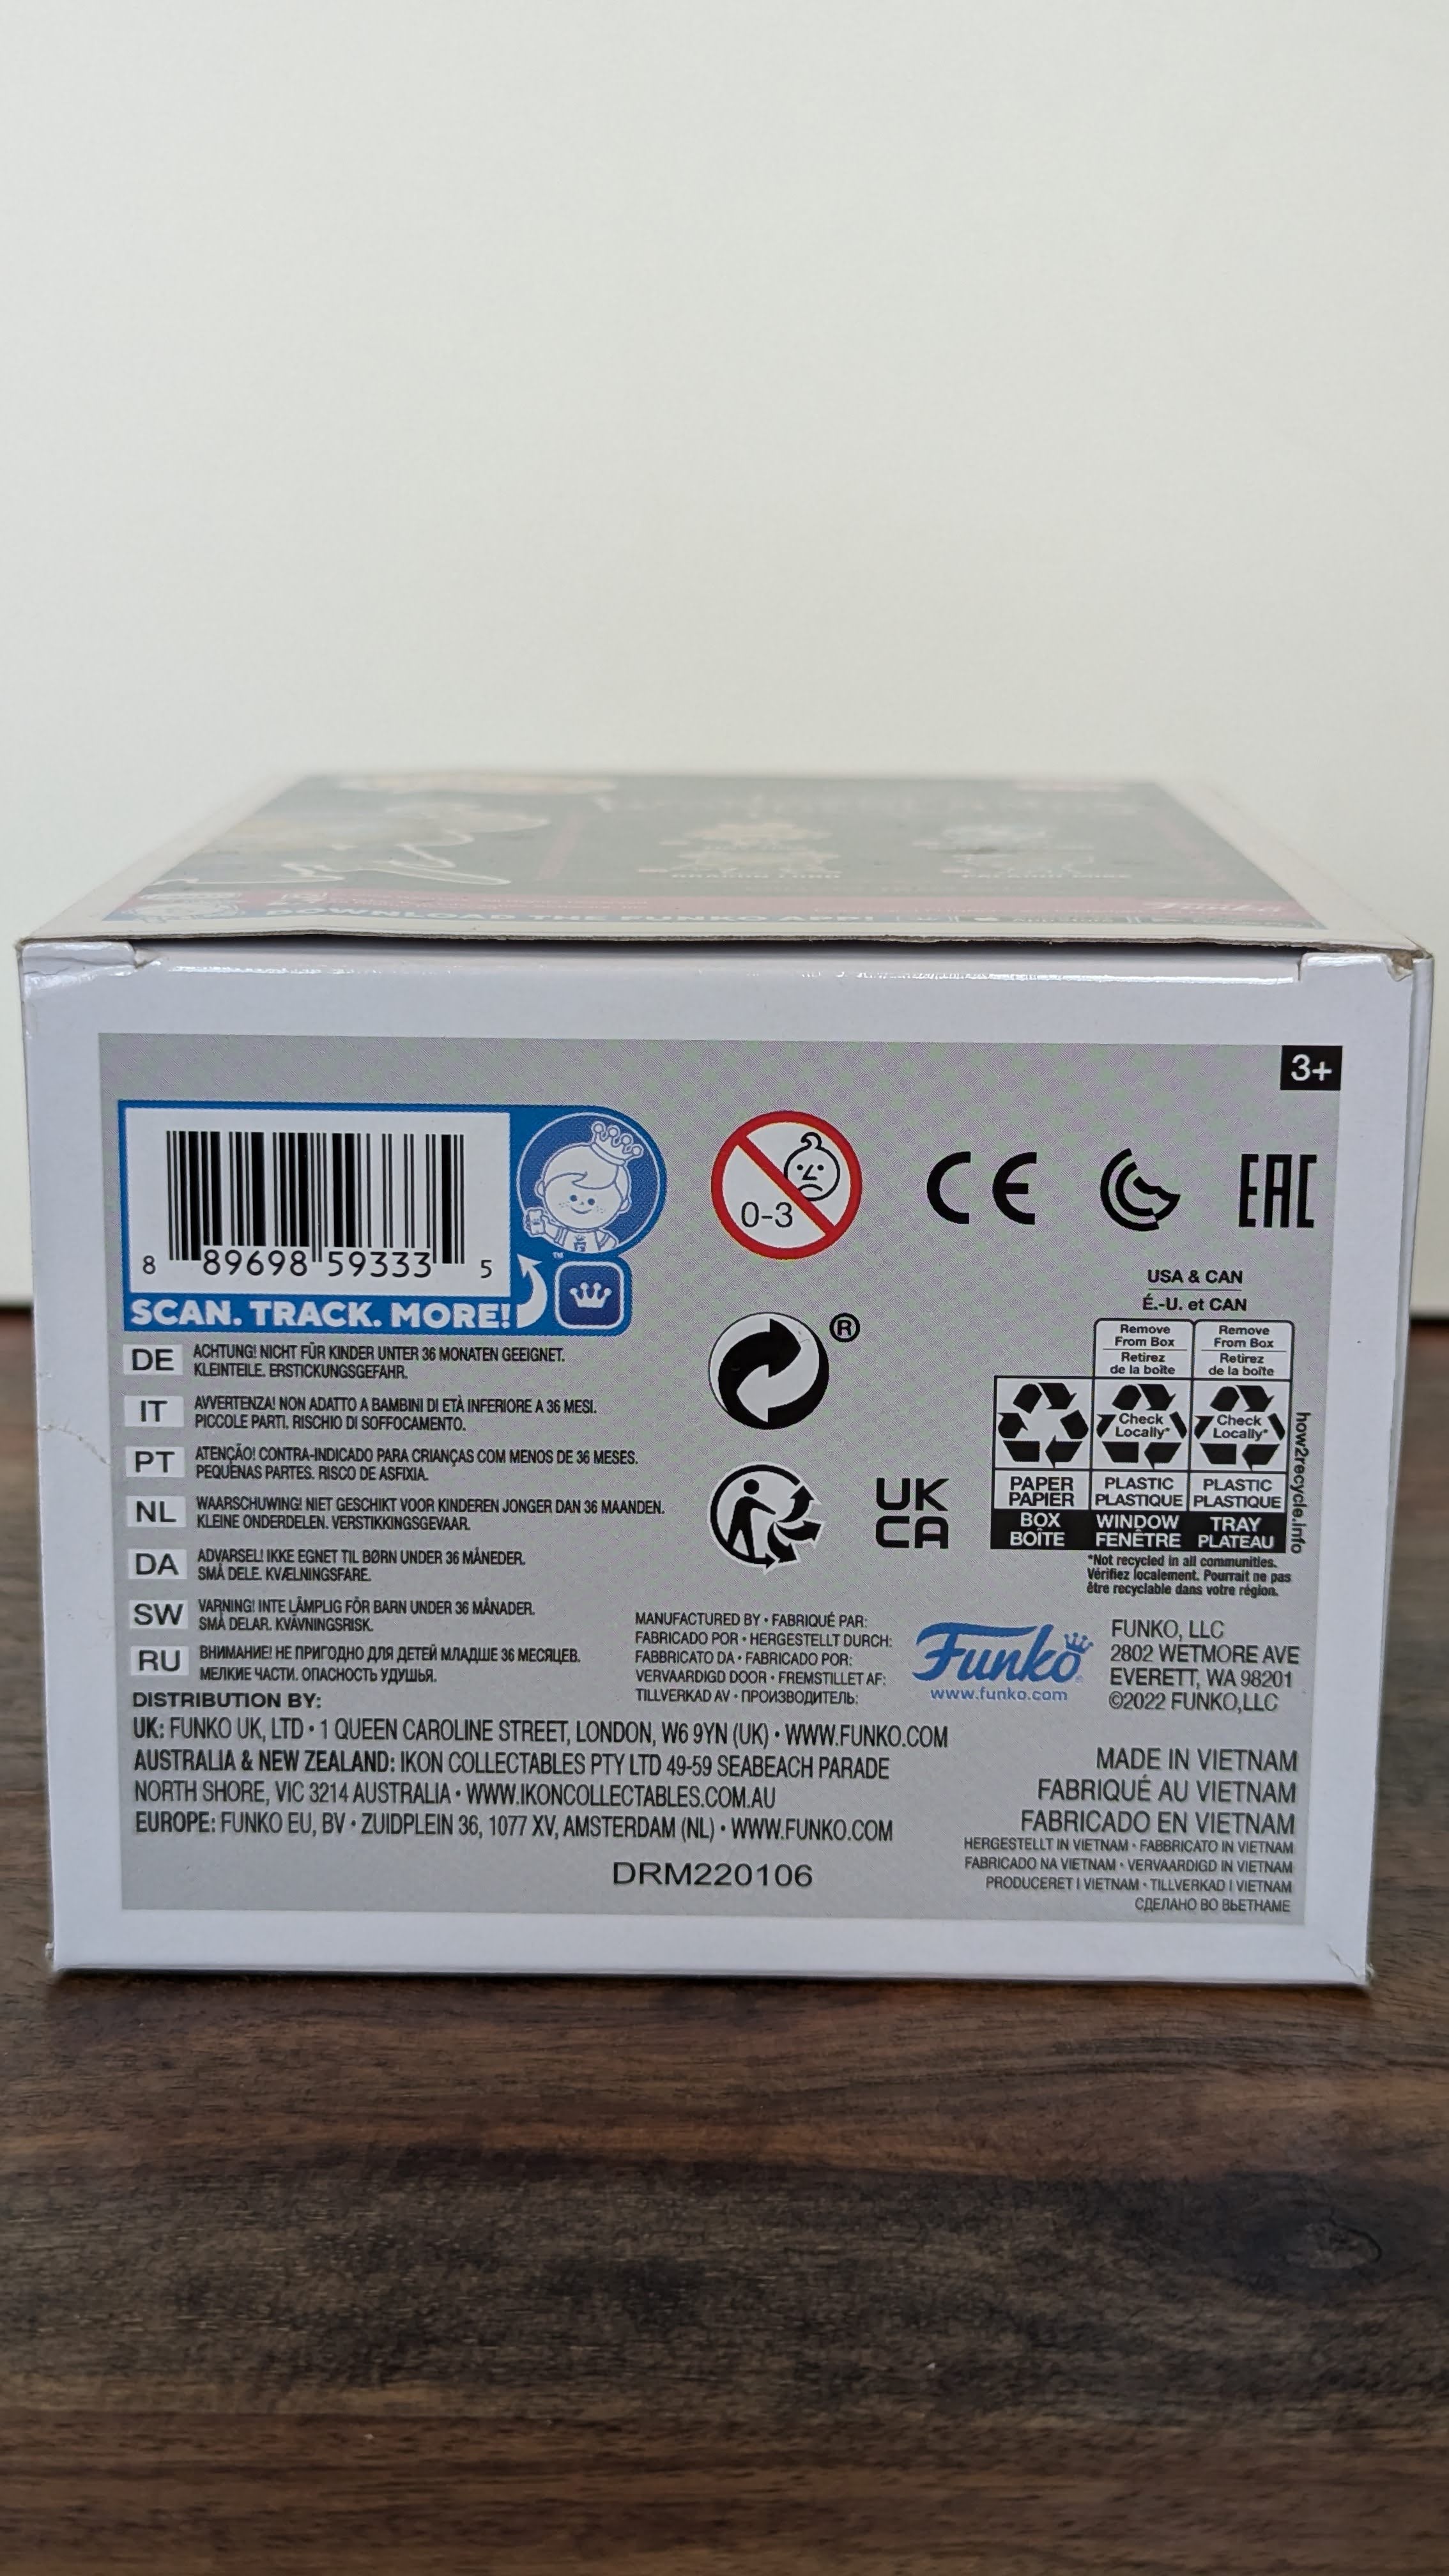 DOWNLOAD THE FUNKO APP!
3+
8 89698 59333 5
™
SCAN. TRACK. MORE!
0-3
CE
EAC
USA & CAN
É.-U. et CAN
Remove From Box
Retirez de la boîte
Remove From Box
Retirez de la boîte
Check Locally*
Check Locally*
PAPER PAPIER
PLASTIC PLASTIQUE
PLASTIC PLASTIQUE
BOX BOÎTE
WINDOW FENÊTRE
TRAY PLATEAU
how2recycle.info
*Not recycled in all communities.
Vérifiez localement. Pourrait ne pas
être recyclable dans votre région.
®
UK
CA
DE ACHTUNG! NICHT FÜR KINDER UNTER 36 MONATEN GEEIGNET.
KLEINTEILE. ERSTICKUNGSGEFAHR.
IT AVVERTENZA! NON ADATTO A BAMBINI DI ETÀ INFERIORE A 36 MESI.
PICCOLE PARTI. RISCHIO DI SOFFOCAMENTO.
PT ATENÇÃO! CONTRA-INDICADO PARA CRIANÇAS COM MENOS DE 36 MESES.
PEQUENAS PARTES. RISCO DE ASFIXIA.
NL WAARSCHUWING! NIET GESCHIKT VOOR KINDEREN JONGER DAN 36 MAANDEN.
KLEINE ONDERDELEN. VERSTIKKINGSGEVAAR.
DA ADVARSEL! IKKE EGNET TIL BØRN UNDER 36 MÅNEDER.
SMÅ DELE. KVÆLNINGSFARE.
SW VARNING! INTE LÄMPLIG FÖR BARN UNDER 36 MÅNADER.
SMÅ DELAR. KVÄVNINGSRISK.
RU ВНИМАНИЕ! НЕ ПРИГОДНО ДЛЯ ДЕТЕЙ МЛАДШЕ 36 МЕСЯЦЕВ.
МЕЛКИЕ ЧАСТИ. ОПАСНОСТЬ УДУШЬЯ.
MANUFACTURED BY • FABRIQUÉ PAR:
FABRICADO POR • HERGESTELLT DURCH:
FABBRICATO DA • FABRICADO POR:
VERVAARDIGD DOOR • FREMSTILLET AF:
TILLVERKAD AV • ПРОИЗВОДИТЕЛЬ:
Funko
www.funko.com
FUNKO, LLC
2802 WETMORE AVE
EVERETT, WA 98201
©2022 FUNKO,LLC
DISTRIBUTION BY:
UK: FUNKO UK, LTD • 1 QUEEN CAROLINE STREET, LONDON, W6 9YN (UK) • WWW.FUNKO.COM
AUSTRALIA & NEW ZEALAND: IKON COLLECTABLES PTY LTD 49-59 SEABEACH PARADE
NORTH SHORE, VIC 3214 AUSTRALIA • WWW.IKONCOLLECTABLES.COM.AU
EUROPE: FUNKO EU, BV • ZUIDPLEIN 36, 1077 XV, AMSTERDAM (NL) • WWW.FUNKO.COM
DRM220106
MADE IN VIETNAM
FABRIQUÉ AU VIETNAM
FABRICADO EN VIETNAM
HERGESTELLT IN VIETNAM • FABBRICATO IN VIETNAM
FABRICADO NA VIETNAM • VERVAARDIGD IN VIETNAM
PRODUCERET I VIETNAM • TILLVERKAD I VIETNAM
СДЕЛАНО ВО ВЬЕТНАМЕ